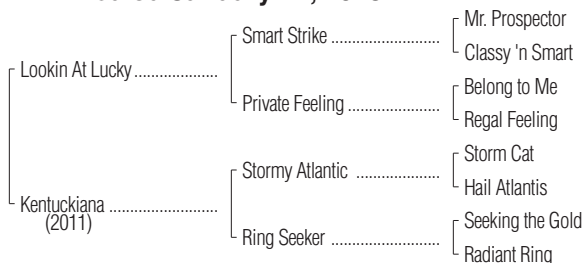 Smart Strike
Mr. Prospector
Classy 'n Smart
Lookin At Lucky
Private Feeling
Belong to Me
Regal Feeling
Stormy Atlantic
Storm Cat
Hail Atlantis
Kentuckiana
(2011)
Ring Seeker
Seeking the Gold
Radiant Ring